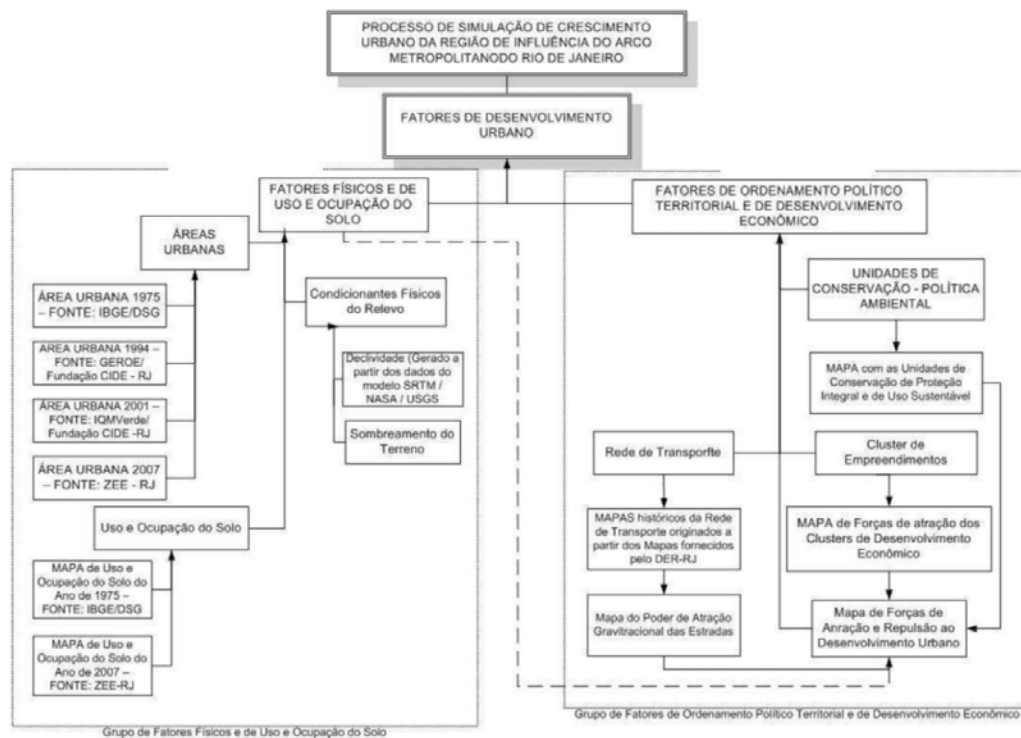 PROCESSO DE SIMULAÇÃO DE CRESCIMENTO
URBANO DA REGIÃO DE INFLUÊNCIA DO ARCO
METROPOLITANODO RIO DE JANEIRO
FATORES DE DESENVOLVIMENTO
URBANO
FATORES FÍSICOS E DE
USO E OCUPAÇÃO DO
SOLO
ÁREAS
URBANAS
ÁREA URBANA 1975
– FONTE: IBGE/DSG
ÁREA URBANA 1994 –
FONTE: GEROE/
Fundação CIDE - RJ
ÁREA URBANA 2001 –
FONTE: IQMVerde/
Fundação CIDE -RJ
ÁREA URBANA 2007
– FONTE: ZEE - RJ
Uso e Ocupação do Solo
MAPA de Uso e
Ocupação do Solo do
Ano de 1975 –
FONTE: IBGE/DSG
MAPA de Uso e
Ocupação do Solo do
Ano de 2007 –
FONTE: ZEE-RJ
Condicionantes Físicos
do Relevo
Declividade (Gerado a
partir dos dados do
modelo SRTM /
NASA / USGS
Sombreamento do
Terreno
Grupo de Fatores Físicos e de Uso e Ocupação do Solo
FATORES DE ORDENAMENTO POLÍTICO
TERRITORIAL E DE DESENVOLVIMENTO
ECONÔMICO
UNIDADES DE
CONSERVAÇÃO - POLÍTICA
AMBIENTAL
MAPA com as Unidades de
Conservação de Proteção
Integral e de Uso Sustentável
Rede de Transporfte
MAPAS históricos da Rede
de Transporte originados a
partir dos Mapas fornecidos
pelo DER-RJ
Mapa do Poder de Atração
Gravitracional das Estradas
Cluster de
Empreendimentos
MAPA de Forças de atração dos
Clusters de Desenvolvimento
Econômico
Mapa de Forças de
Anração e Repulsão ao
Desenvolvimento Urbano
Grupo de Fatores de Ordenamento Político Territorial e de Desenvolvimento Econômico